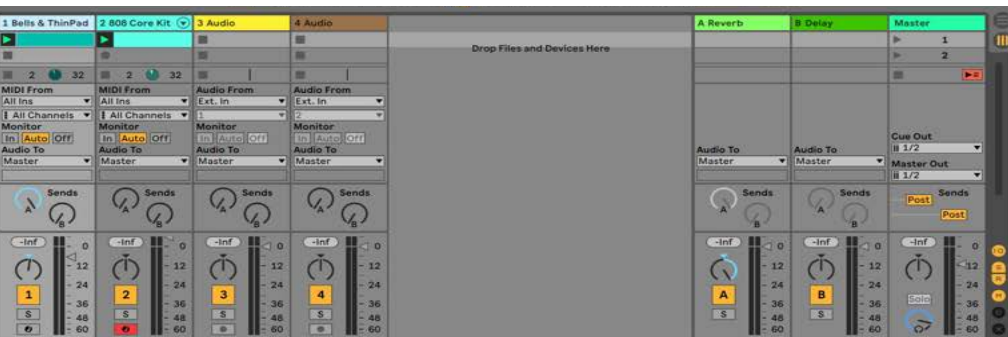 1 Bells & ThinPad 2 808 Core Kit 3 Audio 4 Audio A Reverb B Delay Master
1
Drop Files and Devices Here
2
2 32 2 32
MIDI From MIDI From Audio From Audio From
All Ins All Ins Ext. In Ext. In
All Channels All Channels 1 2
Monitor Monitor Monitor Monitor
In Auto Off In Auto Off In Auto Off In Auto Off Cue Out
Audio To Audio To Audio To Audio To Audio To Audio To 1/2
Master Master Master Master Master Master Master Out
1/2
Sends Sends Sends Sends Sends Sends Sends
A A A A A A Post
B B B B B B Post
-Inf -Inf -Inf -Inf -Inf -Inf -Inf
0 0 0 0 0 0 0
12 12 12 12 12 12 12
24 24 24 24 24 24 24
1 2 3 4 A B
36 36 36 36 36 36 Solo 36
S S S S S S
48 48 48 48 48 48 48
60 60 60 60 60 60 60